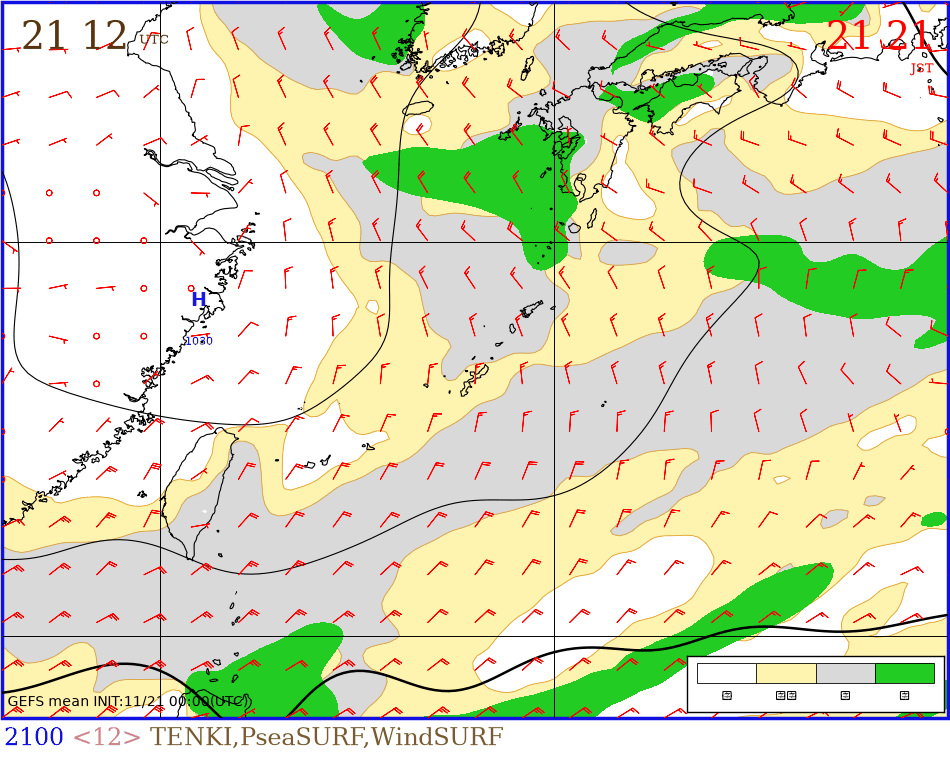 21 12 UTC
21 21
JST
H
1030
GEFS mean INIT:11/21 00:00(UTC)
2100 <12> TENKI,PseaSURF,WindSURF